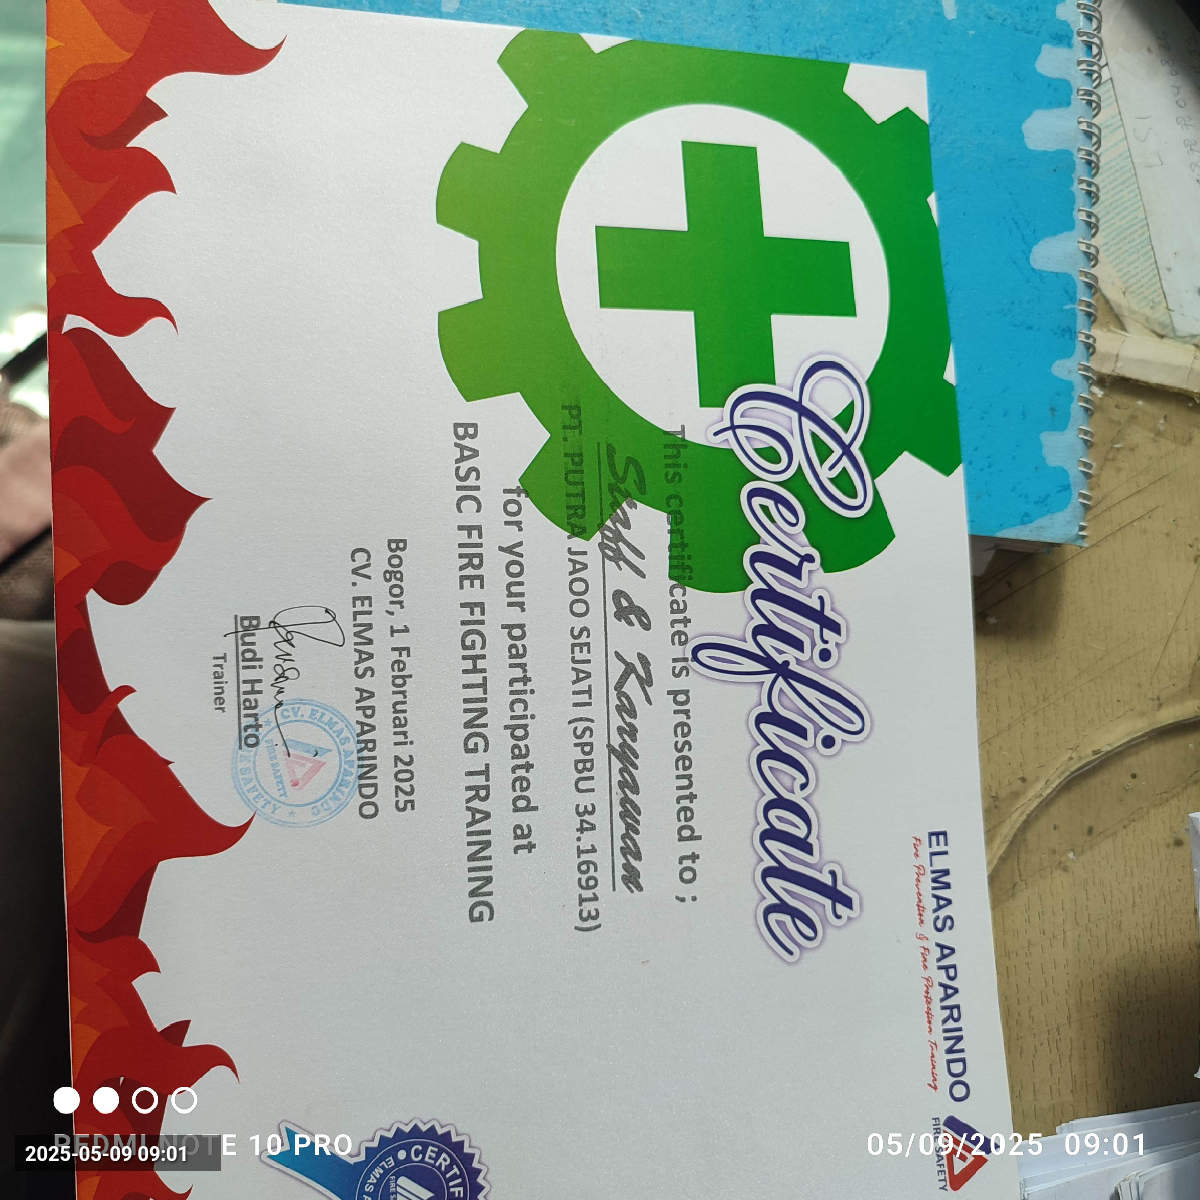 ELMAS APARINDO
Fire Prevention & Fire Protection Training
FIRE SAFETY
Certificate
This certificate is presented to ;
Staff & Karyawan
PT. PUTRA JAOO SEJATI (SPBU 34.16913)
for your participated at
BASIC FIRE FIGHTING TRAINING
Bogor, 1 Februari 2025
CV. ELMAS APARINDO
CV. ELMAS APARINDO
FIRE SAFETY
Budi Harto
Trainer
CERTIF
ELMAS A
FIRE S
REDMI NOTE 10 PRO
2025-05-09 09:01
05/09/2025 09:01